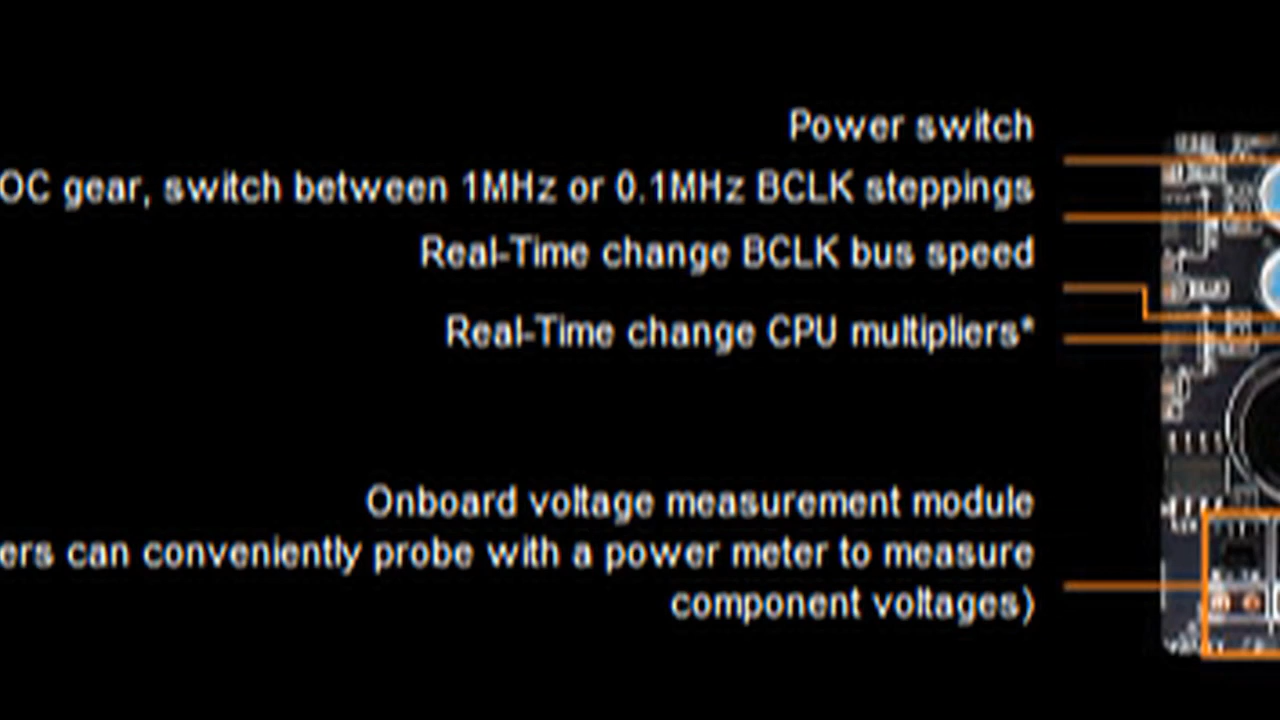 Power switch
OC gear, switch between 1MHz or 0.1MHz BCLK steppings
Real-Time change BCLK bus speed
Real-Time change CPU multipliers*
Onboard voltage measurement module
ers can conveniently probe with a power meter to measure
component voltages)